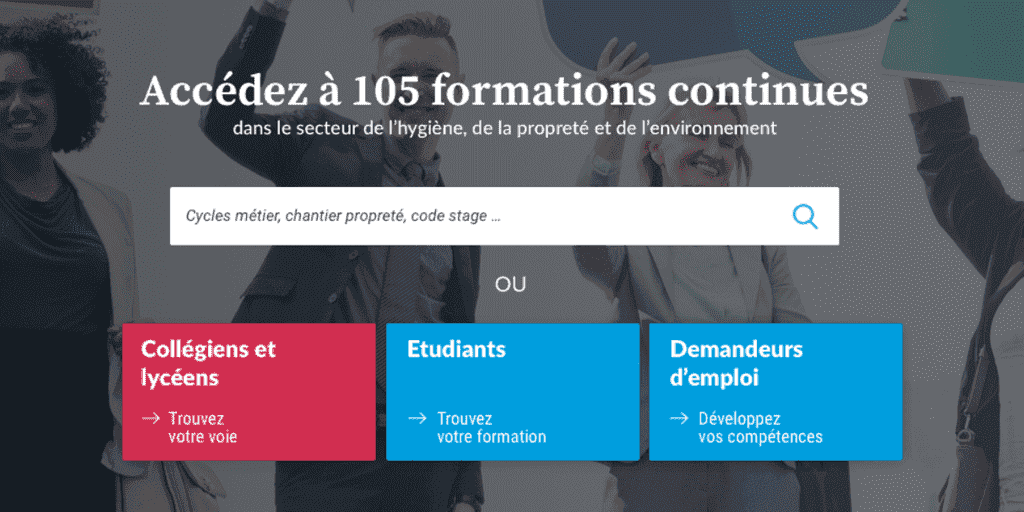 Accédez à 105 formations continues
dans le secteur de l'hygiène, de la propreté et de l'environnement
Cycles métier, chantier propreté, code stage ...
OU
Collégiens et
lycéens
Trouvez
votre voie
Etudiants
Trouvez
votre formation
Demandeurs
d'emploi
Développez
vos compétences